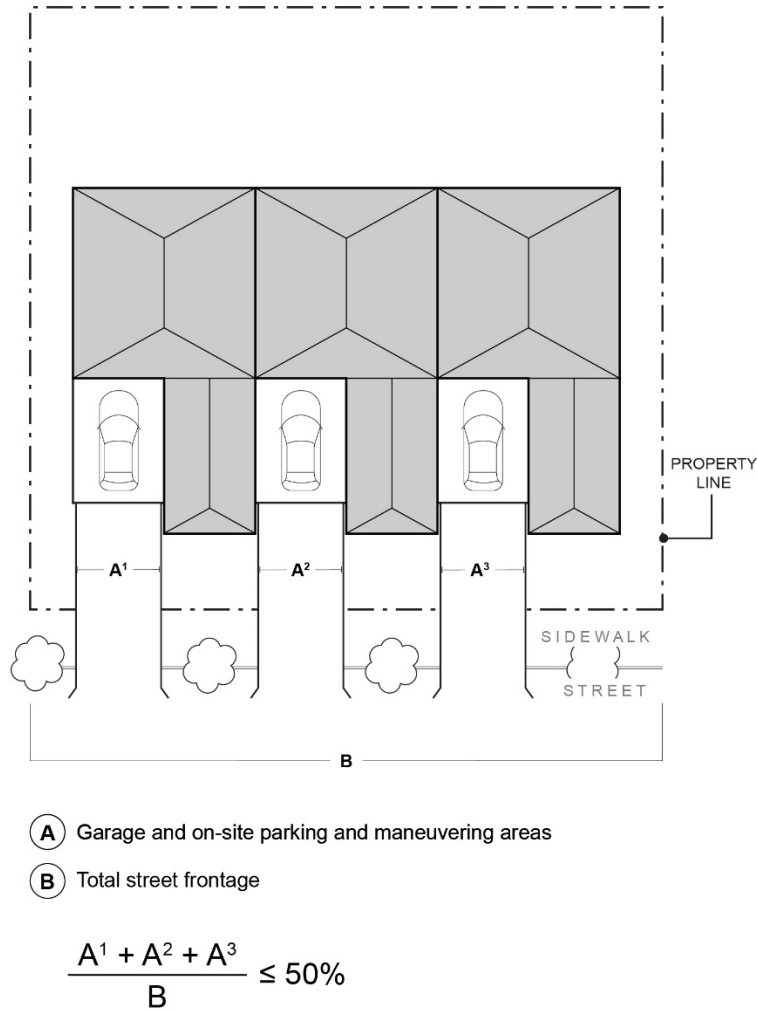 PROPERTY
LINE
A¹
A²
A³
SIDEWALK
STREET
B
A Garage and on-site parking and maneuvering areas
B Total street frontage
A¹ + A² + A³
B
≤ 50%